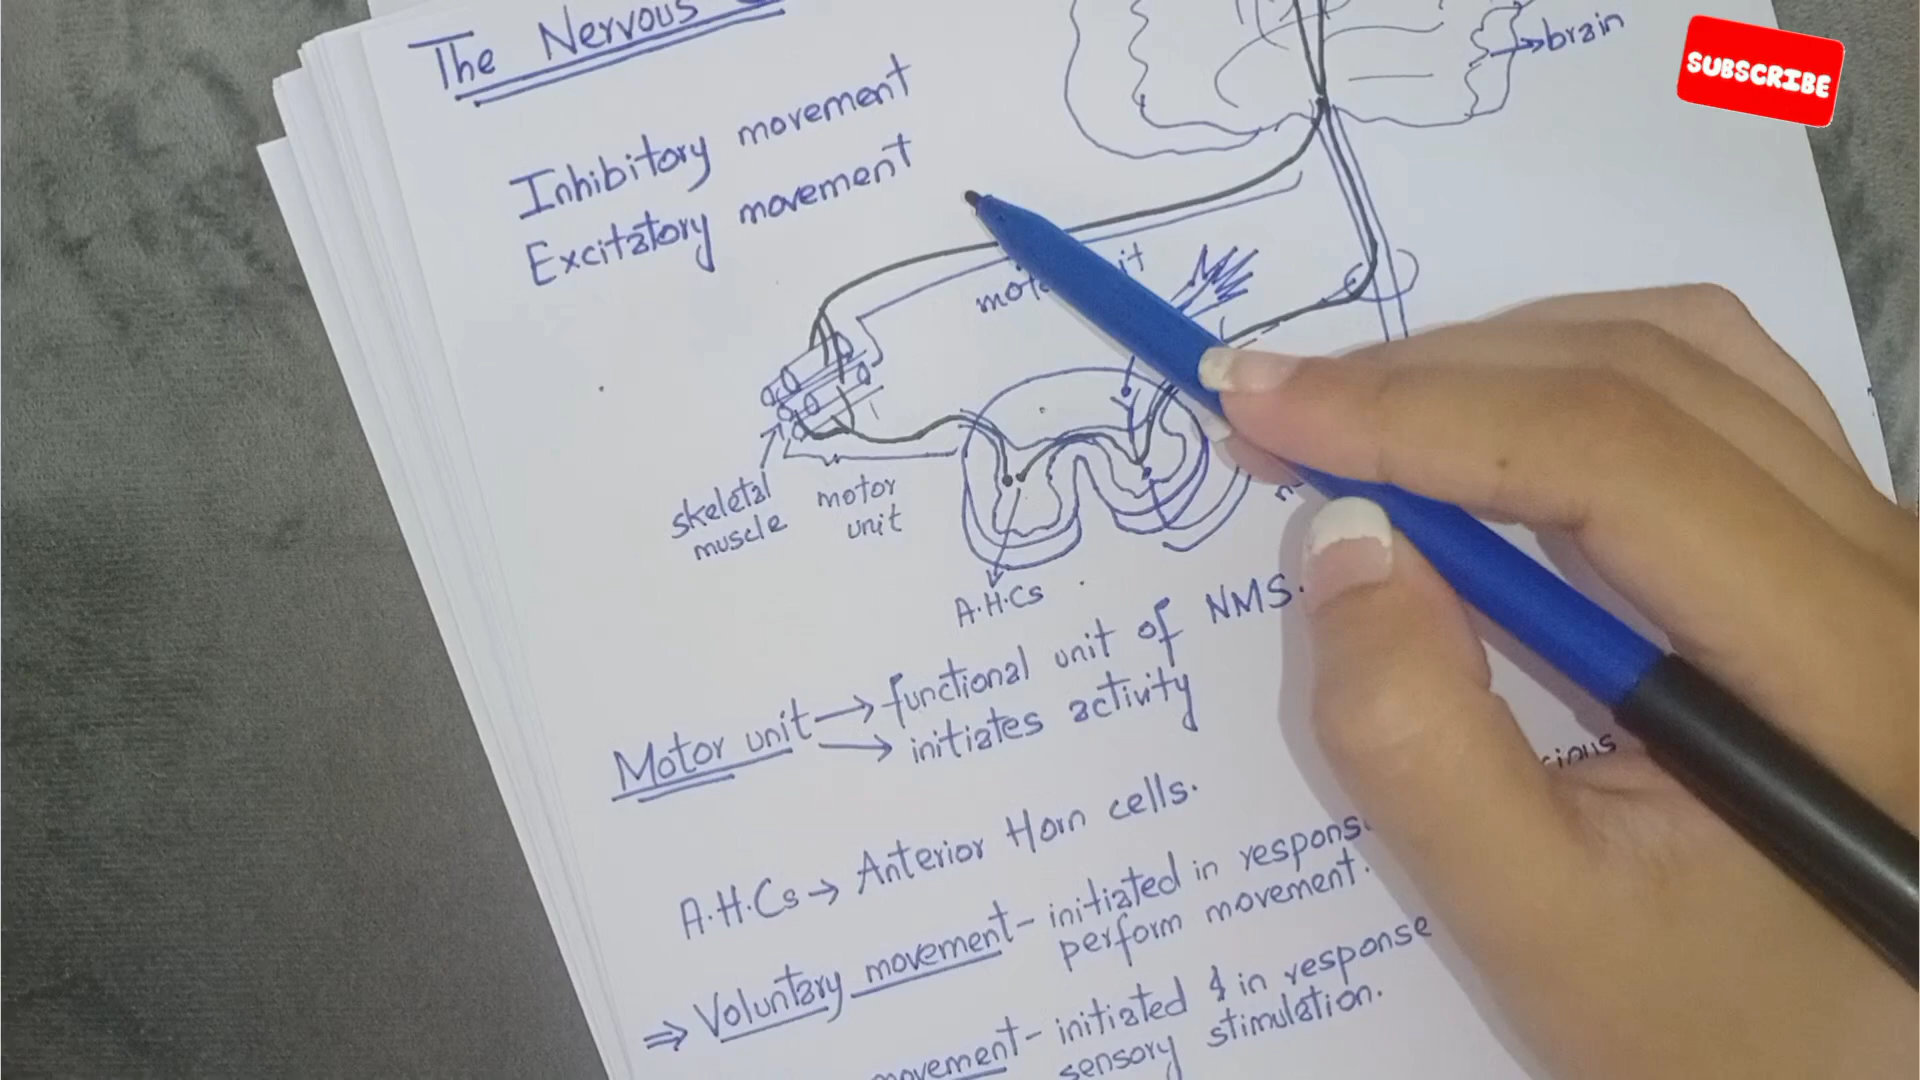 The Nervous
brain
SUBSCRIBE
Inhibitory movement
Excitatory movement
skeletal
muscle
motor
unit
A.H.Cs
Motor unit → functional unit of NMS.
→ initiates activity
A.H.Cs → Anterior Horn cells.
⇒ Voluntary movement - initiated in response
perform movement.
movement - initiated & in response
sensory stimulation.